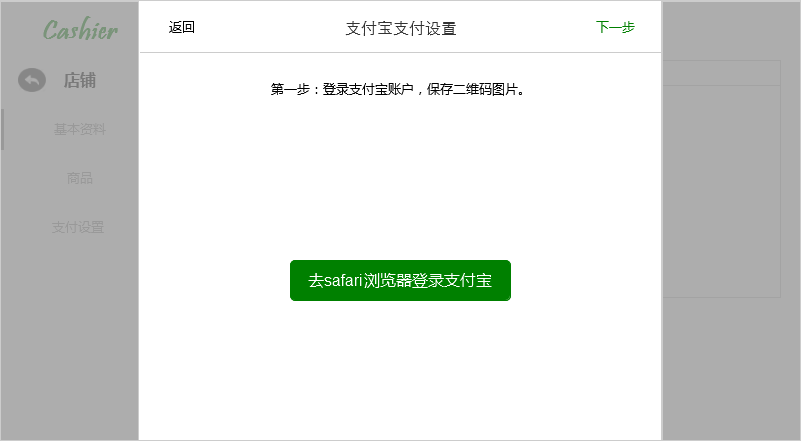 Cashier
店铺
基本资料
商品
支付设置
返回
支付宝支付设置
下一步
第一步：登录支付宝账户，保存二维码图片。
去safari浏览器登录支付宝